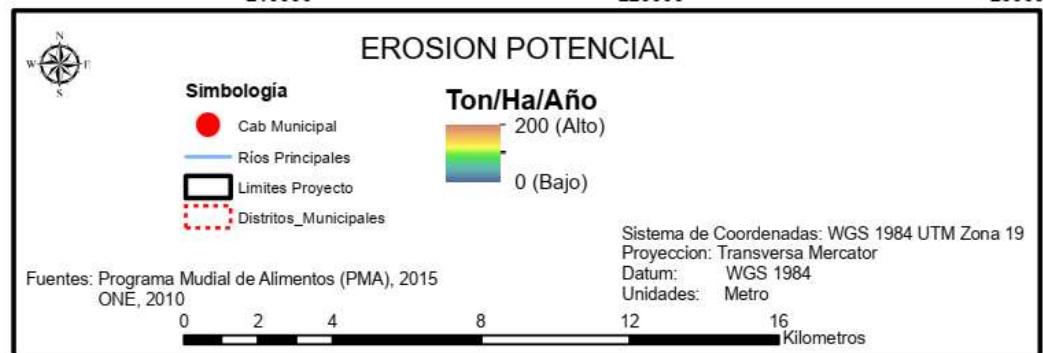 EROSION POTENCIAL
N
W E
S
Simbología
Cab Municipal
Ríos Principales
Limites Proyecto
Distritos_Municipales
Ton/Ha/Año
200 (Alto)
0 (Bajo)
Sistema de Coordenadas: WGS 1984 UTM Zona 19
Proyeccion: Transversa Mercator
Datum: WGS 1984
Unidades: Metro
Fuentes: Programa Mudial de Alimentos (PMA), 2015
ONE, 2010
0 2 4 8 12 16
Kilometros